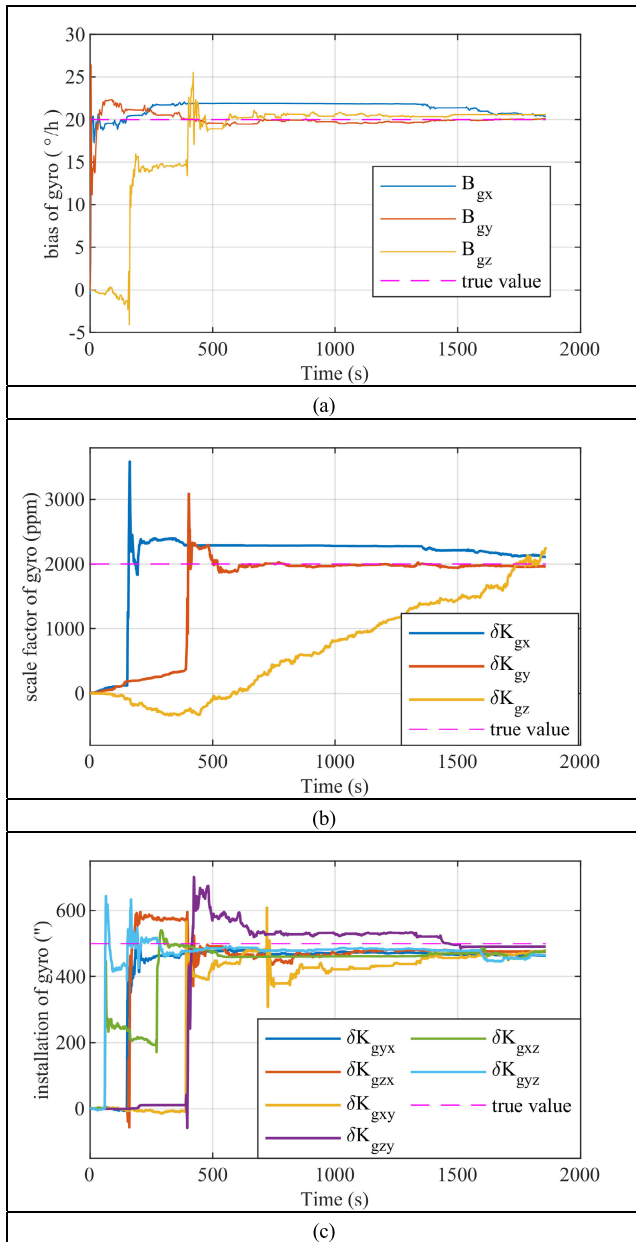 30
25
20
15
10
5
0
-5
bias of gyro ( °/h )
B_gx
B_gy
B_gz
true value
0 500 1000 1500 2000
Time (s)
(a)
3000
2000
1000
0
scale factor of gyro (ppm)
δK_gx
δK_gy
δK_gz
true value
0 500 1000 1500 2000
Time (s)
(b)
600
400
200
0
installation of gyro (")
δK_gyx δK_gxz
δK_gzx δK_gyz
δK_gxy true value
δK_gzy
0 500 1000 1500 2000
Time (s)
(c)